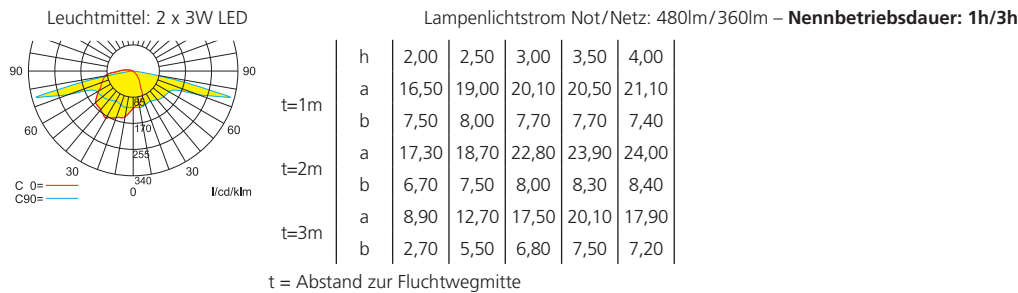 Leuchtmittel: 2 x 3W LED
Lampenlichtstrom Not/Netz: 480lm/360lm – Nennbetriebsdauer: 1h/3h
90 90
60 60
30 30
85
170
255
340
0
C 0=
C90=
l/cd/klm
h 2,00 2,50 3,00 3,50 4,00
t=1m
a 16,50 19,00 20,10 20,50 21,10
b 7,50 8,00 7,70 7,70 7,40
t=2m
a 17,30 18,70 22,80 23,90 24,00
b 6,70 7,50 8,00 8,30 8,40
t=3m
a 8,90 12,70 17,50 20,10 17,90
b 2,70 5,50 6,80 7,50 7,20
t = Abstand zur Fluchtwegmitte